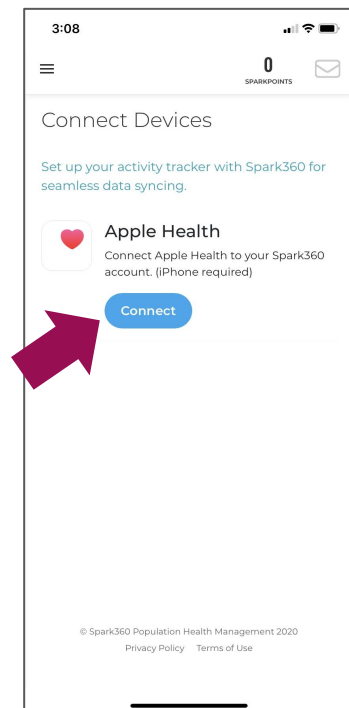 3:08
0
SPARKPOINTS
Connect Devices
Set up your activity tracker with Spark360 for
seamless data syncing.
Apple Health
Connect Apple Health to your Spark360
account. (iPhone required)
Connect
© Spark360 Population Health Management 2020
Privacy Policy Terms of Use